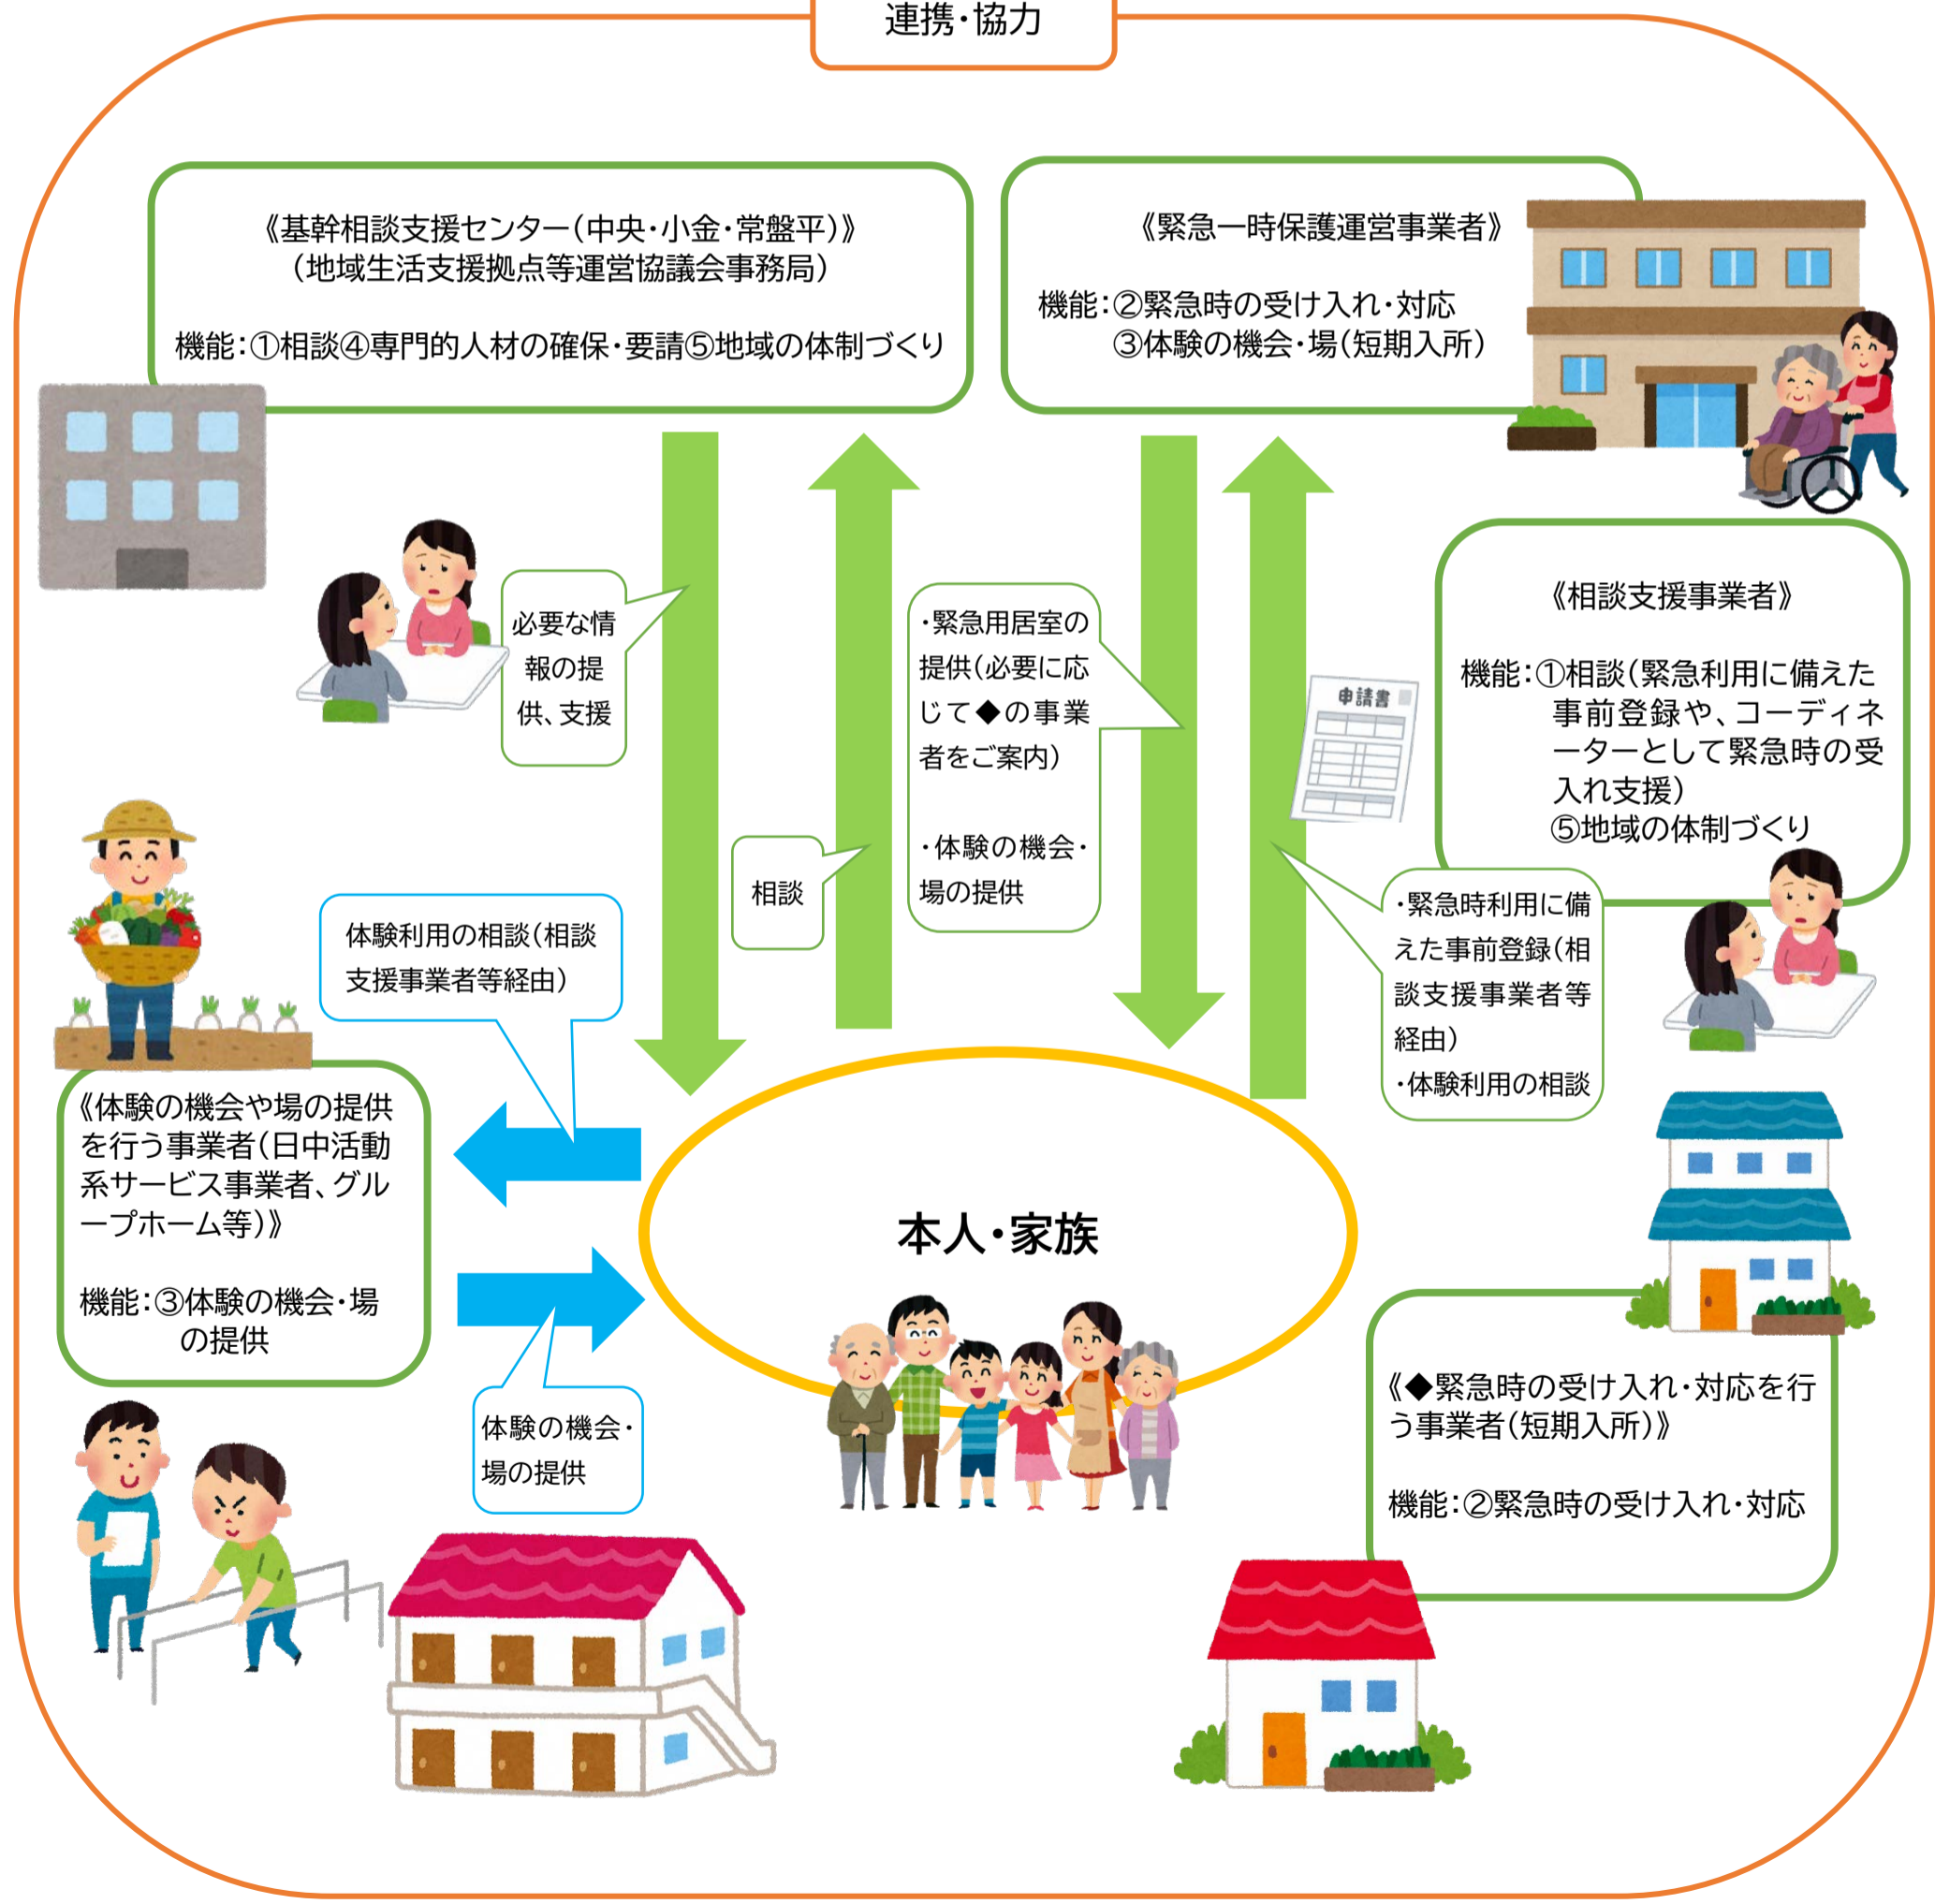 連携・協力
《基幹相談支援センター(中央・小金・常盤平)》
(地域生活支援拠点等運営協議会事務局)
機能:①相談④専門的人材の確保・要請⑤地域の体制づくり
《緊急一時保護運営事業者》
機能:②緊急時の受け入れ・対応
③体験の機会・場(短期入所)
《相談支援事業者》
機能:①相談(緊急利用に備えた
事前登録や、コーディネ
ーターとして緊急時の受
入れ支援)
⑤地域の体制づくり
必要な情
報の提
供、支援
相談
・緊急用居室の
提供(必要に応
じて◆の事業
者をご案内)
・体験の機会・
場の提供
申請書
・緊急時利用に備
えた事前登録(相
談支援事業者等
経由)
・体験利用の相談
体験利用の相談(相談
支援事業者等経由)
《体験の機会や場の提供
を行う事業者(日中活動
系サービス事業者、グル
ープホーム等)》
機能:③体験の機会・場
の提供
体験の機会・
場の提供
本人・家族
《◆緊急時の受け入れ・対応を行
う事業者(短期入所)》
機能:②緊急時の受け入れ・対応